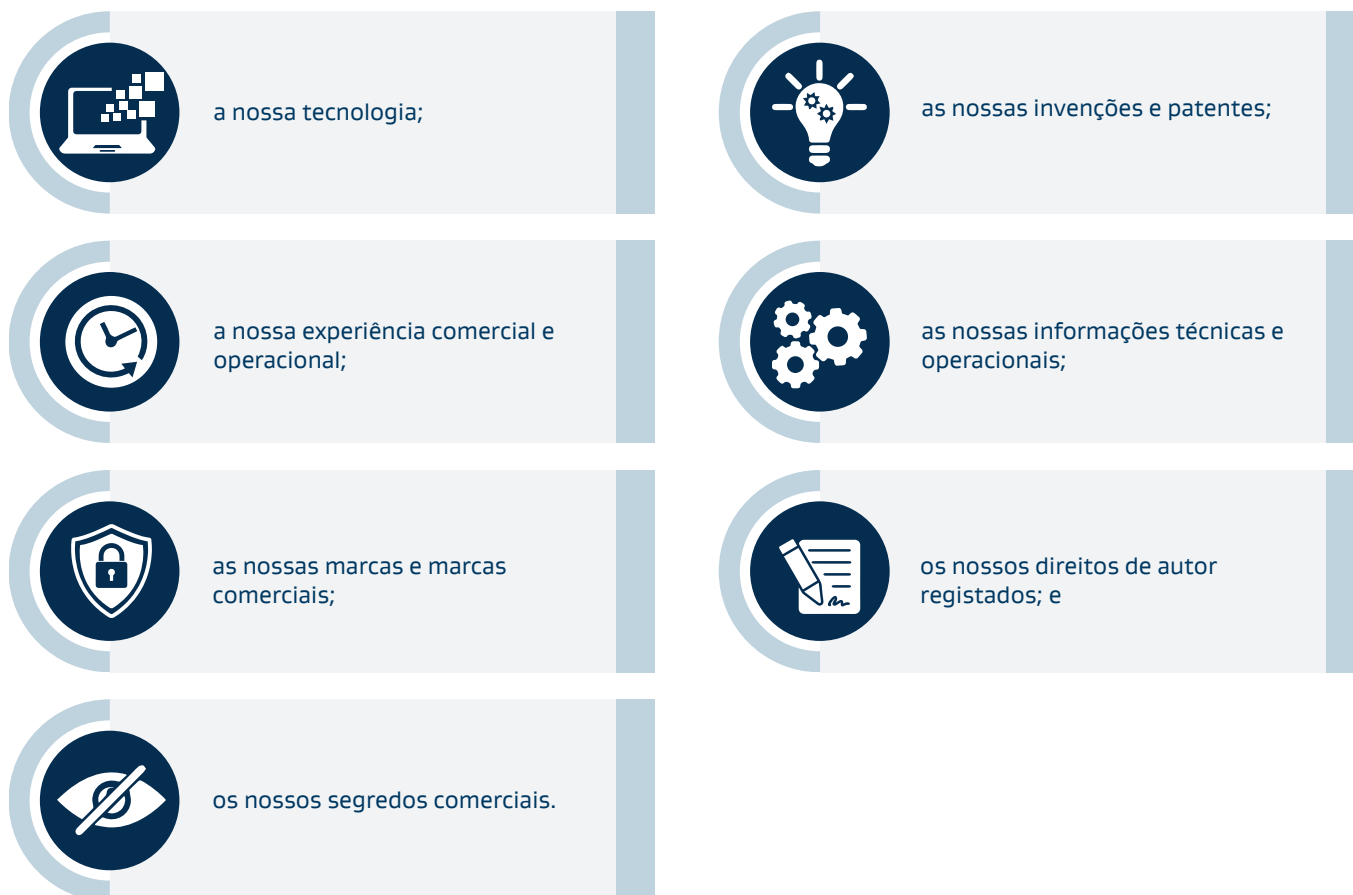 a nossa tecnologia;
as nossas invenções e patentes;
a nossa experiência comercial e
operacional;
as nossas informações técnicas e
operacionais;
as nossas marcas e marcas
comerciais;
os nossos direitos de autor
registados; e
os nossos segredos comerciais.